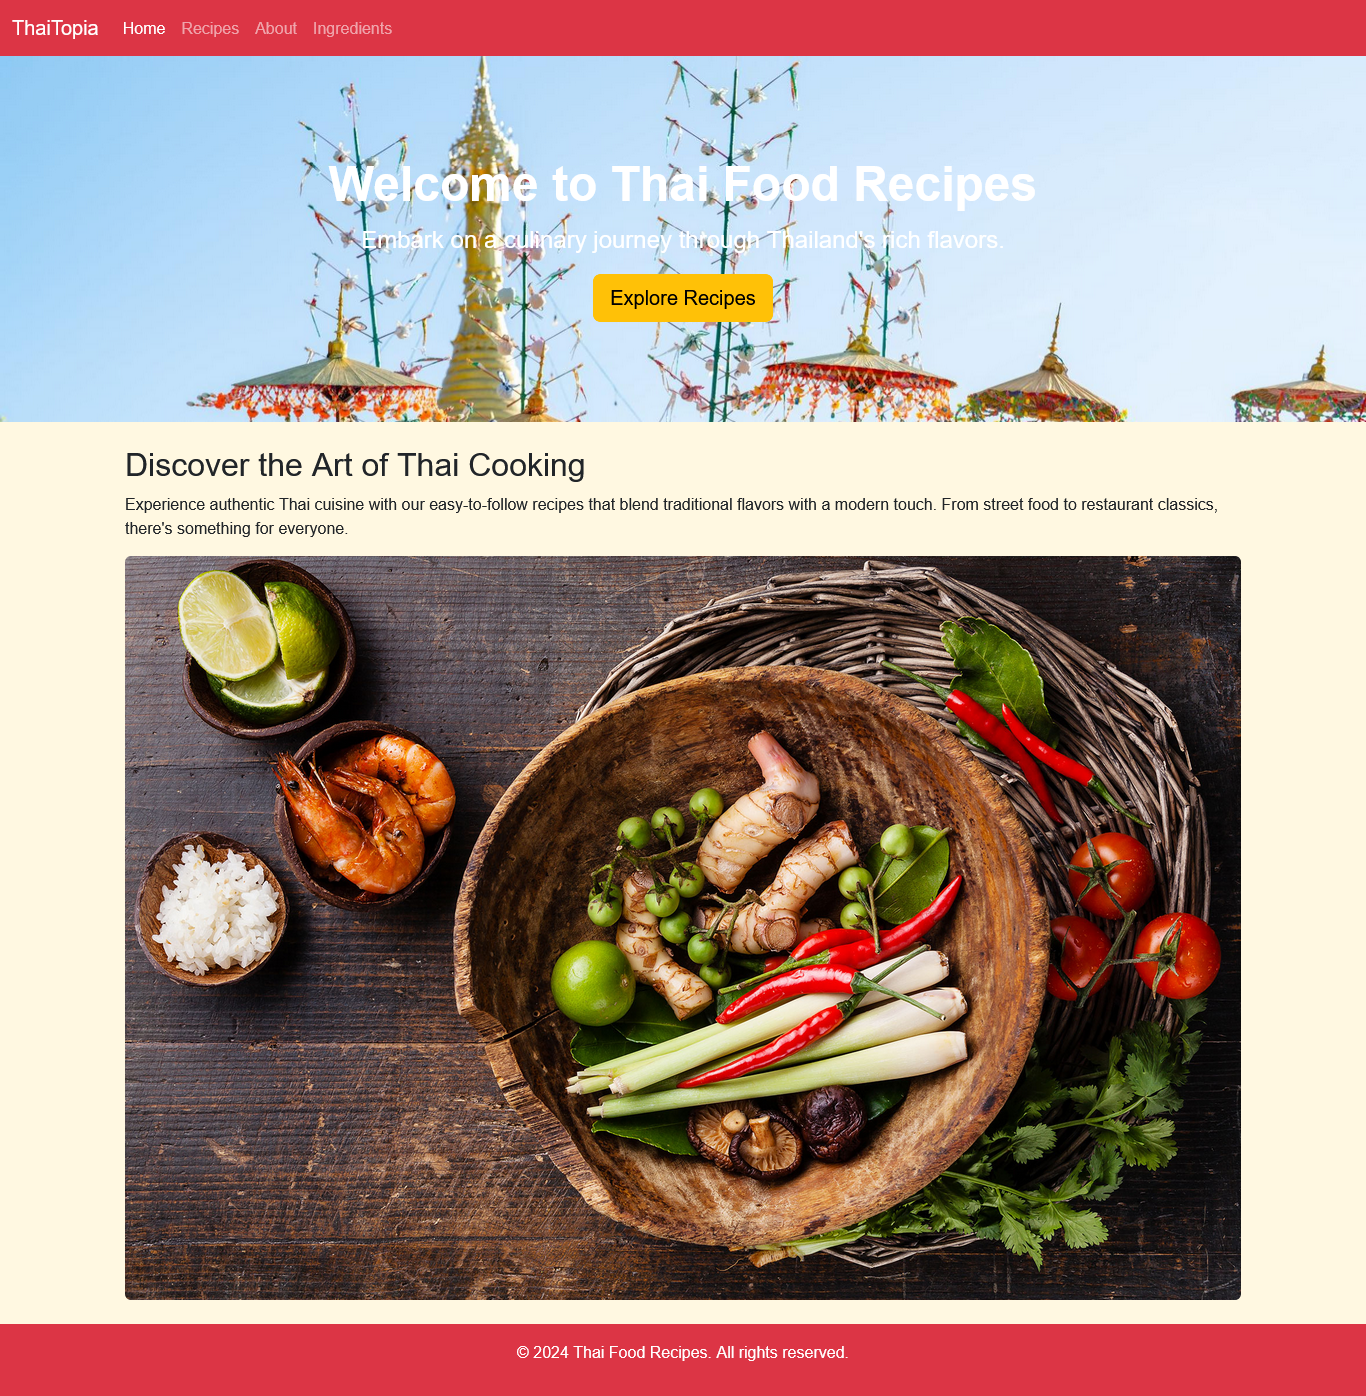 ThaiTopia Home Recipes About Ingredients
Welcome to Thai Food Recipes
Embark on a culinary journey through Thailand's rich flavors.
Explore Recipes
Discover the Art of Thai Cooking
Experience authentic Thai cuisine with our easy-to-follow recipes that blend traditional flavors with a modern touch. From street food to restaurant classics,
there's something for everyone.
© 2024 Thai Food Recipes. All rights reserved.